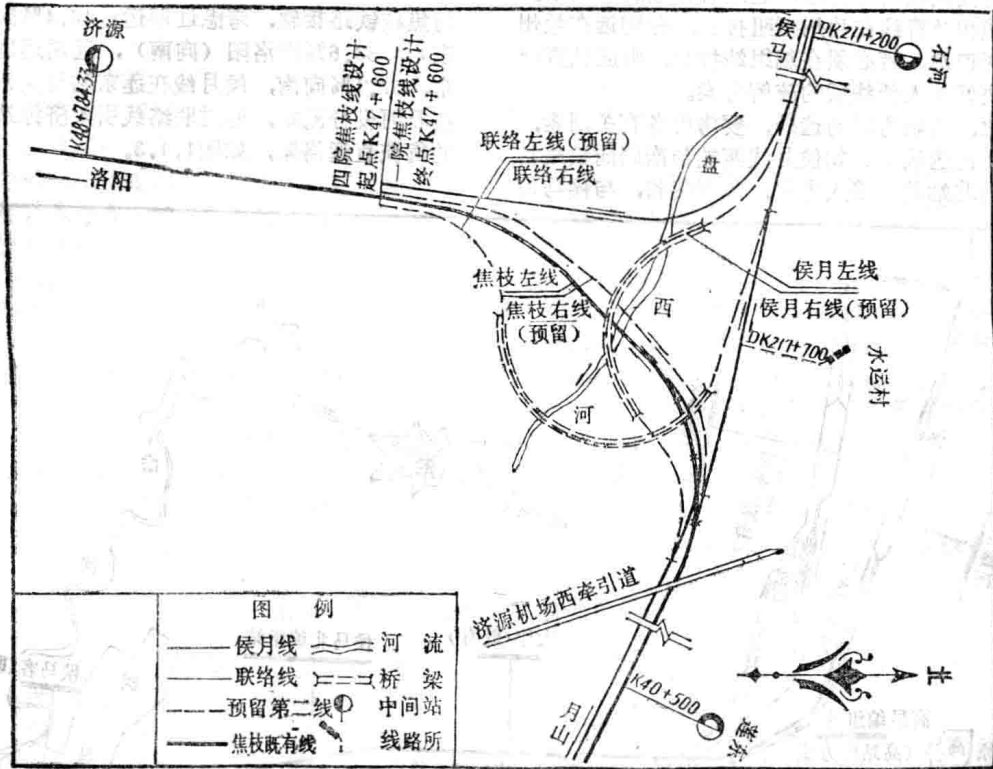 济源
K48+784.33
洛阳
四院焦枝线设计
起点K47+600
一院焦枝线设计
终点K47+600
联络左线(预留)
联络右线
侯马
DK211+200
石河
盘
西
河
焦枝左线
焦枝右线
(预留)
侯月左线
侯月右线(预留)
DK217+700
水运村
济源机场西牵引道
月山
K40+500
莲东
北
图 例
侯月线
河 流
联络线
桥 梁
预留第二线
中间站
焦枝既有线
线路所